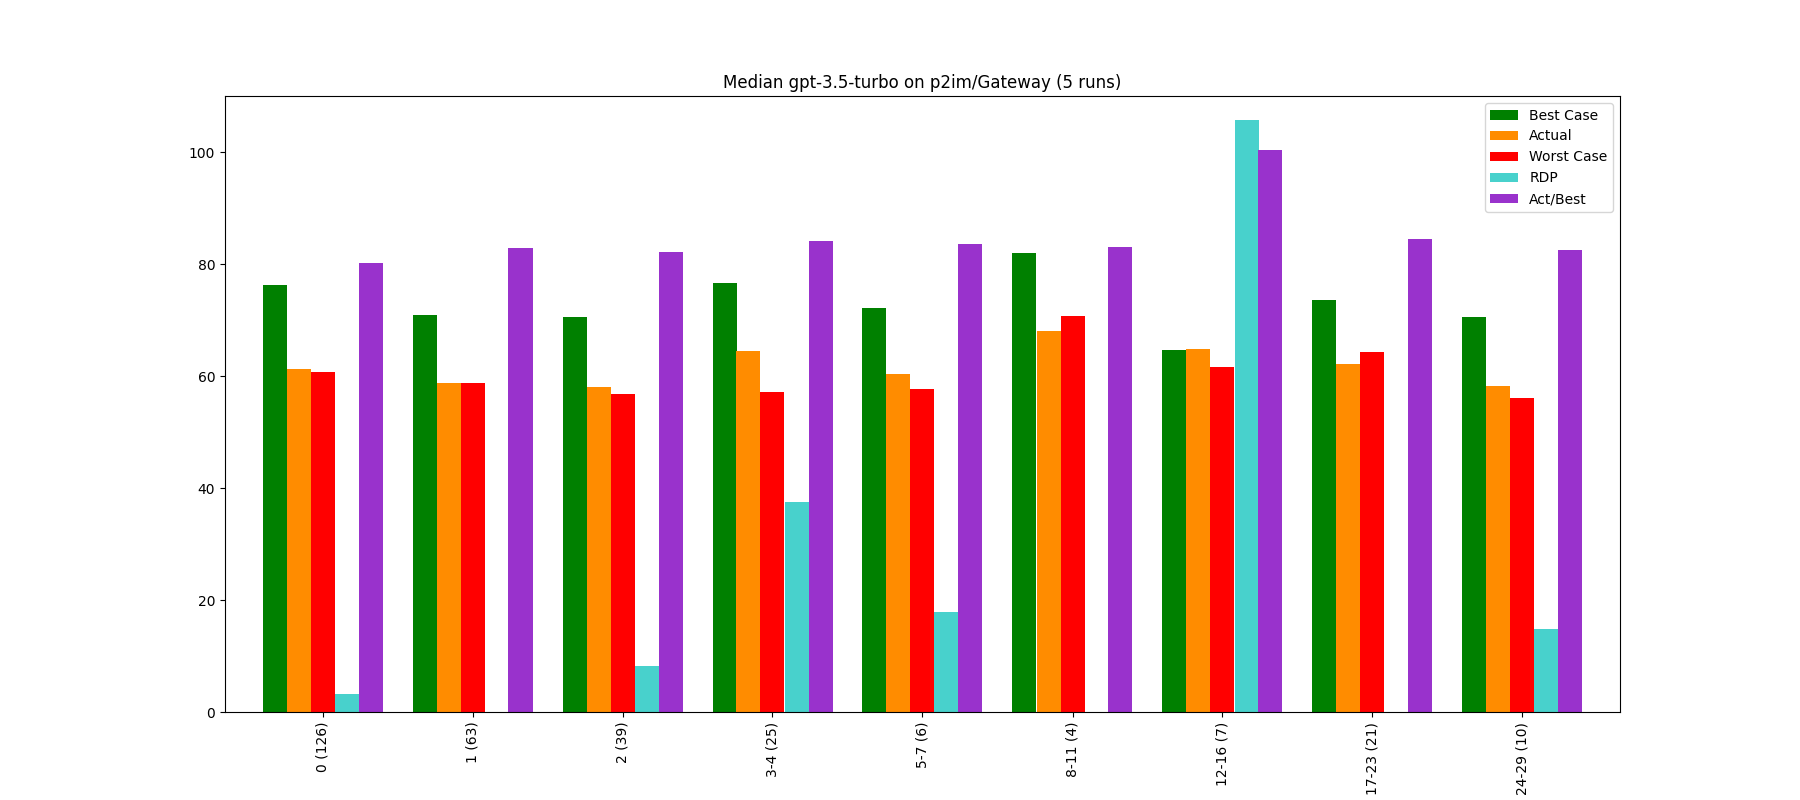 Median gpt-3.5-turbo on p2im/Gateway (5 runs)
Best Case
Actual
Worst Case
RDP
Act/Best
100
80
60
40
20
0
0 (126)
1 (63)
2 (39)
3-4 (25)
5-7 (6)
8-11 (4)
12-16 (7)
17-23 (21)
24-29 (10)